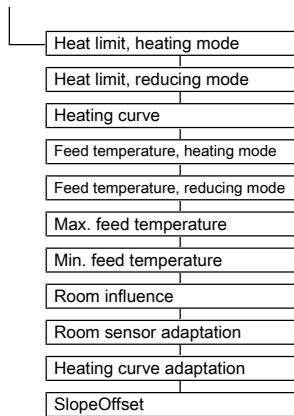 Heat limit, heating mode
Heat limit, reducing mode
Heating curve
Feed temperature, heating mode
Feed temperature, reducing mode
Max. feed temperature
Min. feed temperature
Room influence
Room sensor adaptation
Heating curve adaptation
SlopeOffset